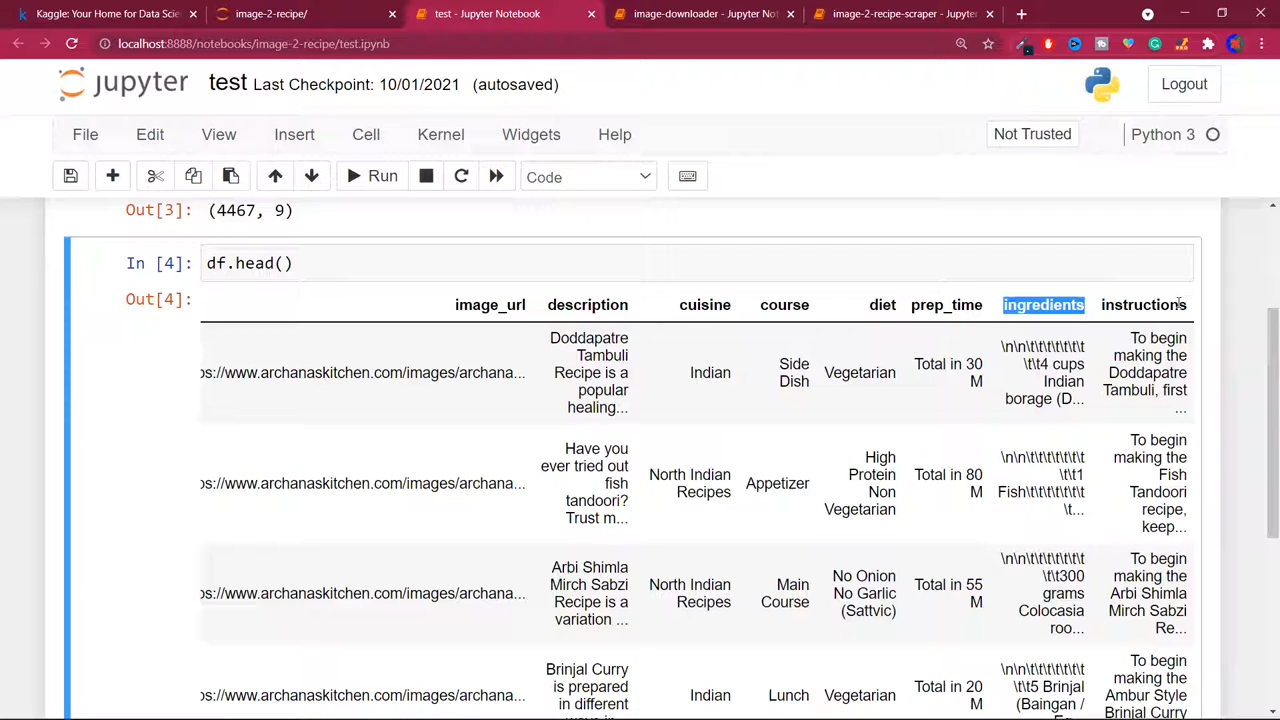 Kaggle: Your Home for Data Scien
image-2-recipe/
test - Jupyter Notebook
image-downloader - Jupyter Not
image-2-recipe-scraper - Jupyter
localhost:8888/notebooks/image-2-recipe/test.ipynb
jupyter test Last Checkpoint: 10/01/2021 (autosaved)
Logout
File Edit View Insert Cell Kernel Widgets Help
Not Trusted
Python 3
Run
Code
Out[3]: (4467, 9)
In [4]: df.head()
Out[4]:
image_url description cuisine course diet prep_time ingredients instructions
ps://www.archanaskitchen.com/images/archana...
Doddapatre
Tambuli
Recipe is a
popular
healing...
Indian
Side
Dish
Vegetarian
Total in 30
M
\n\n\t\t\t\t\t\t\t
\t\t4 cups
Indian
borage (D...
To begin
making the
Doddapatre
Tambuli, first
...
ps://www.archanaskitchen.com/images/archana...
Have you
ever tried out
fish
tandoori?
Trust m...
North Indian
Recipes
Appetizer
High
Protein
Non
Vegetarian
Total in 80
M
\n\n\t\t\t\t\t\t\t
\t\t1
Fish\t\t\t\t\t\t\t
\t...
To begin
making the
Fish
Tandoori
recipe,
keep...
ps://www.archanaskitchen.com/images/archana...
Arbi Shimla
Mirch Sabzi
Recipe is a
variation ...
North Indian
Recipes
Main
Course
No Onion
No Garlic
(Sattvic)
Total in 55
M
\n\n\t\t\t\t\t\t\t
\t\t300
grams
Colocasia
roo...
To begin
making the
Arbi Shimla
Mirch Sabzi
Re...
ps://www.archanaskitchen.com/images/archana...
Brinjal Curry
is prepared
in different
Indian
Lunch
Vegetarian
Total in 20
M
\n\n\t\t\t\t\t\t\t
\t\t5 Brinjal
(Baingan /
To begin
making the
Ambur Style
Brinjal Curry